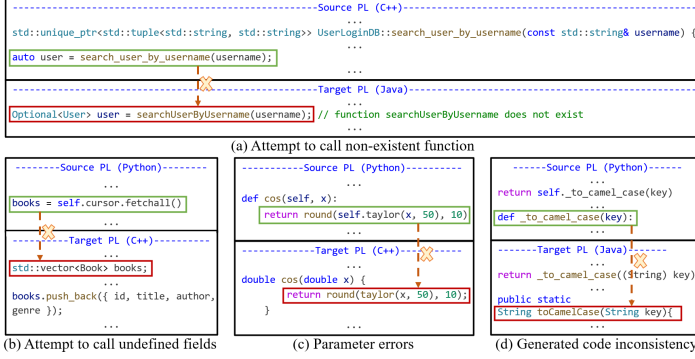 --------Source PL (C++)--------
...
std::unique_ptr<std::tuple<std::string, std::string>> UserLoginDB::search_user_by_username(const std::string& username) {
...
auto user = search_user_by_username(username);
...
--------Target PL (Java)--------
...
Optional<User> user = searchUserByUsername(username); // function searchUserByUsername does not exist
...
(a) Attempt to call non-existent function
--------Source PL (Python)-------
...
books = self.cursor.fetchall()
...
--------Target PL (C++)---------
...
std::vector<Book> books;
...
books.push_back({ id, title, author,
genre });
...
(b) Attempt to call undefined fields
--------Source PL (Python)--------
...
def cos(self, x):
return round(self.taylor(x, 50), 10)
...
--------Target PL (C++)---------
...
double cos(double x) {
return round(taylor(x, 50), 10);
}
...
(c) Parameter errors
-----Source PL (Python)-----
...
return self._to_camel_case(key)
...
def _to_camel_case(key):
...
------Target PL (Java)------
...
return _to_camel_case((String) key)
...
public static
String toCamelCase(String key){
...
(d) Generated code inconsistency